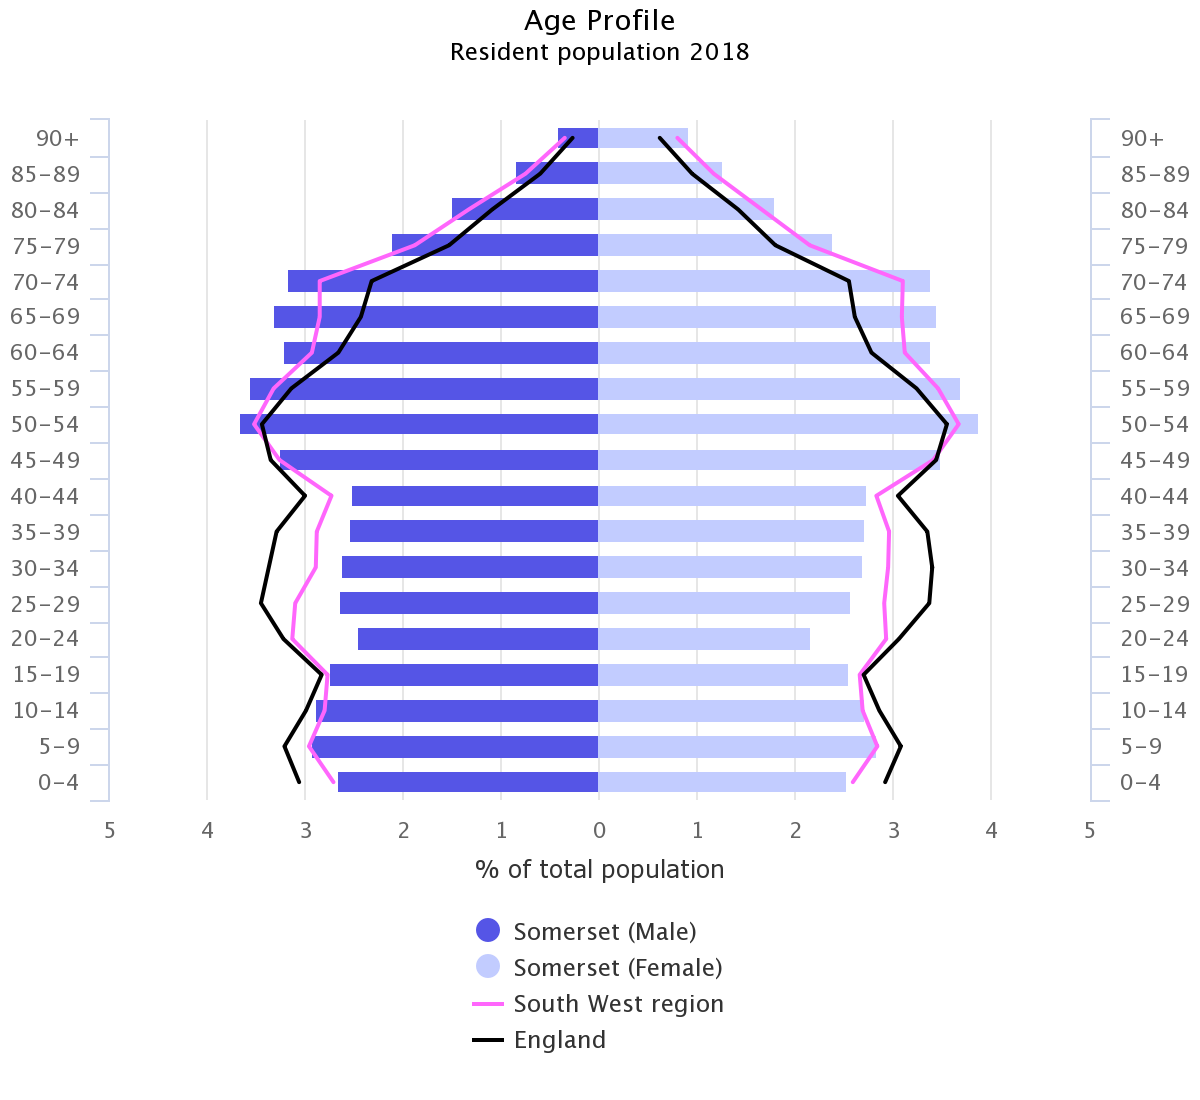 Age Profile
Resident population 2018
90+ 90+
85–89 85–89
80–84 80–84
75–79 75–79
70–74 70–74
65–69 65–69
60–64 60–64
55–59 55–59
50–54 50–54
45–49 45–49
40–44 40–44
35–39 35–39
30–34 30–34
25–29 25–29
20–24 20–24
15–19 15–19
10–14 10–14
5–9 5–9
0–4 0–4
5 4 3 2 1 0 1 2 3 4 5
% of total population
Somerset (Male)
Somerset (Female)
South West region
England